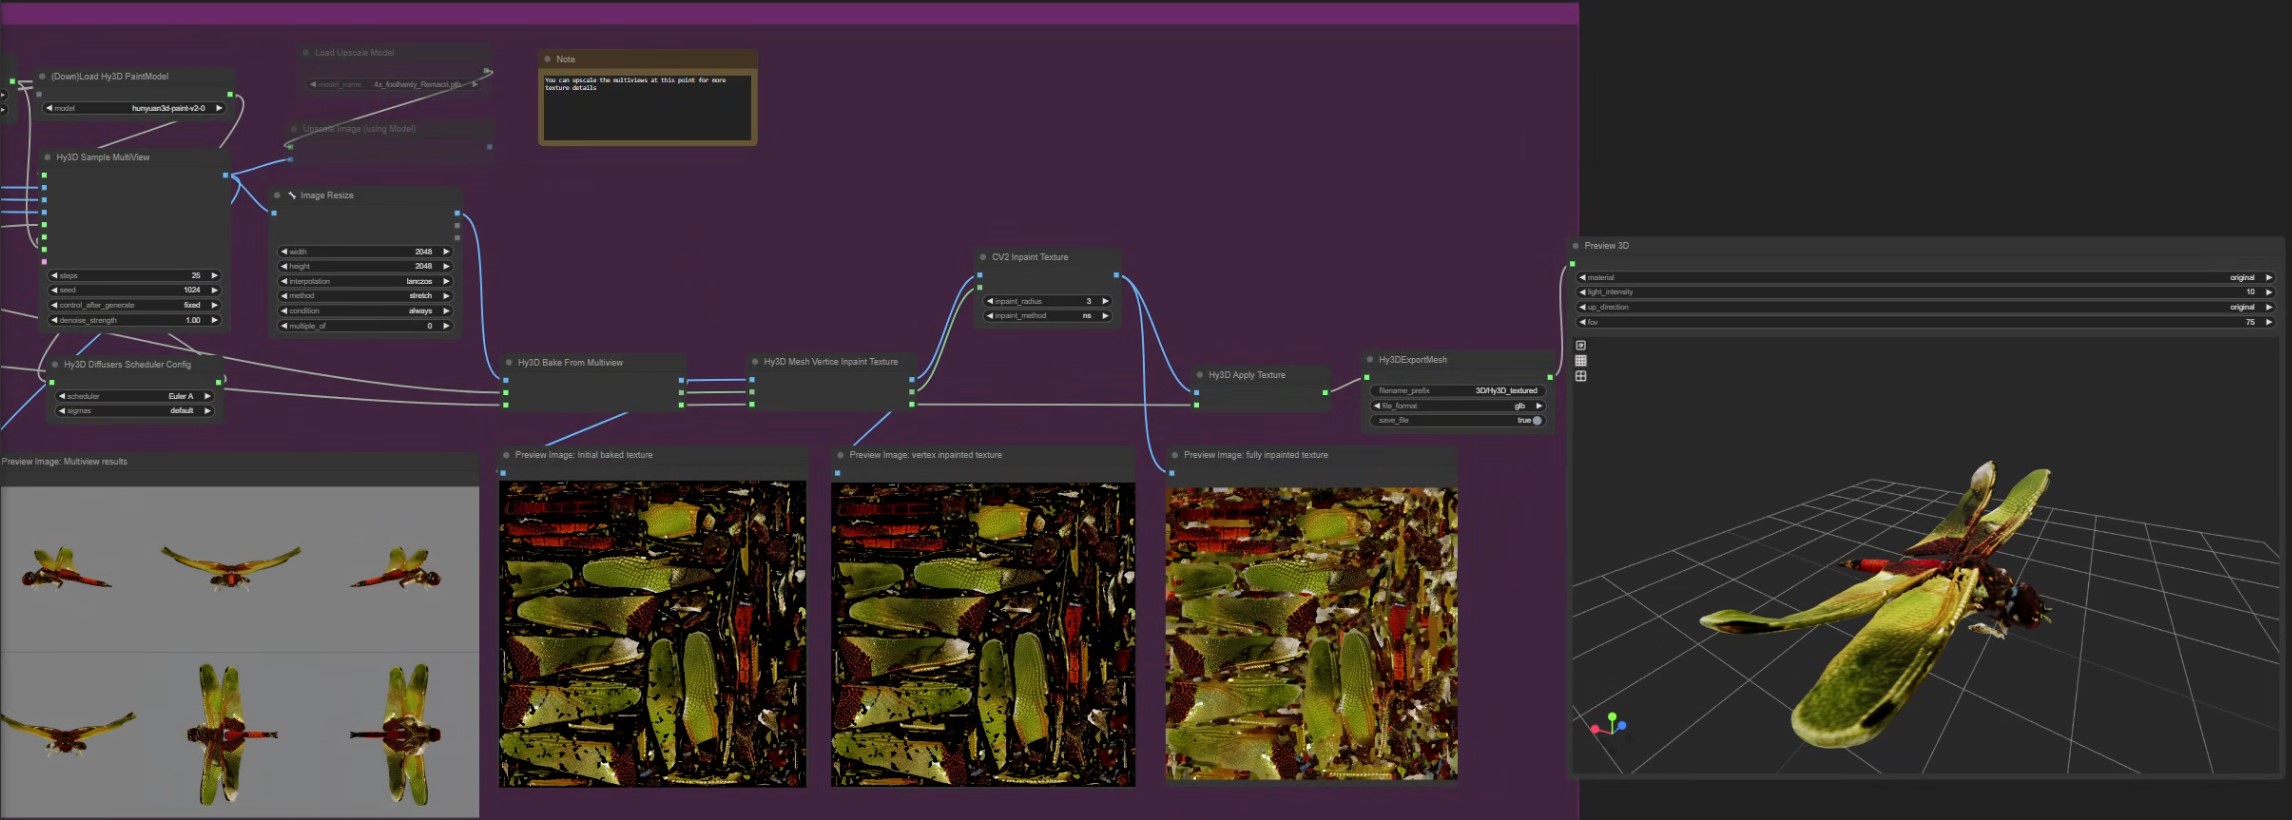 (Down)Load Hy3D PaintModel
model hunyuan3d-paint-v2-0
Load Upscale Model
model_name 4x_foolhardy_Remacri.pth
Upscale Image (using Model)
Note
You can upscale the multiviews at this point for more
texture details
Hy3D Sample MultiView
steps 25
seed 1024
control_after_generate fixed
denoise_strength 1.00
Image Resize
width 2048
height 2048
interpolation lanczos
method stretch
condition always
multiple_of 0
Hy3D Diffusers Scheduler Config
scheduler Euler A
sigmas default
Hy3D Bake From Multiview
Hy3D Mesh Vertice Inpaint Texture
CV2 Inpaint Texture
inpaint_radius 3
inpaint_method ns
Hy3D Apply Texture
Hy3DExportMesh
filename_prefix 3D/Hy3D_textured
file_format glb
save_file true
Preview 3D
material original
light_intensity 10
up_direction original
fov 75
Preview Image: Multiview results
Preview Image: Initial baked texture
Preview Image: vertex inpainted texture
Preview Image: fully inpainted texture